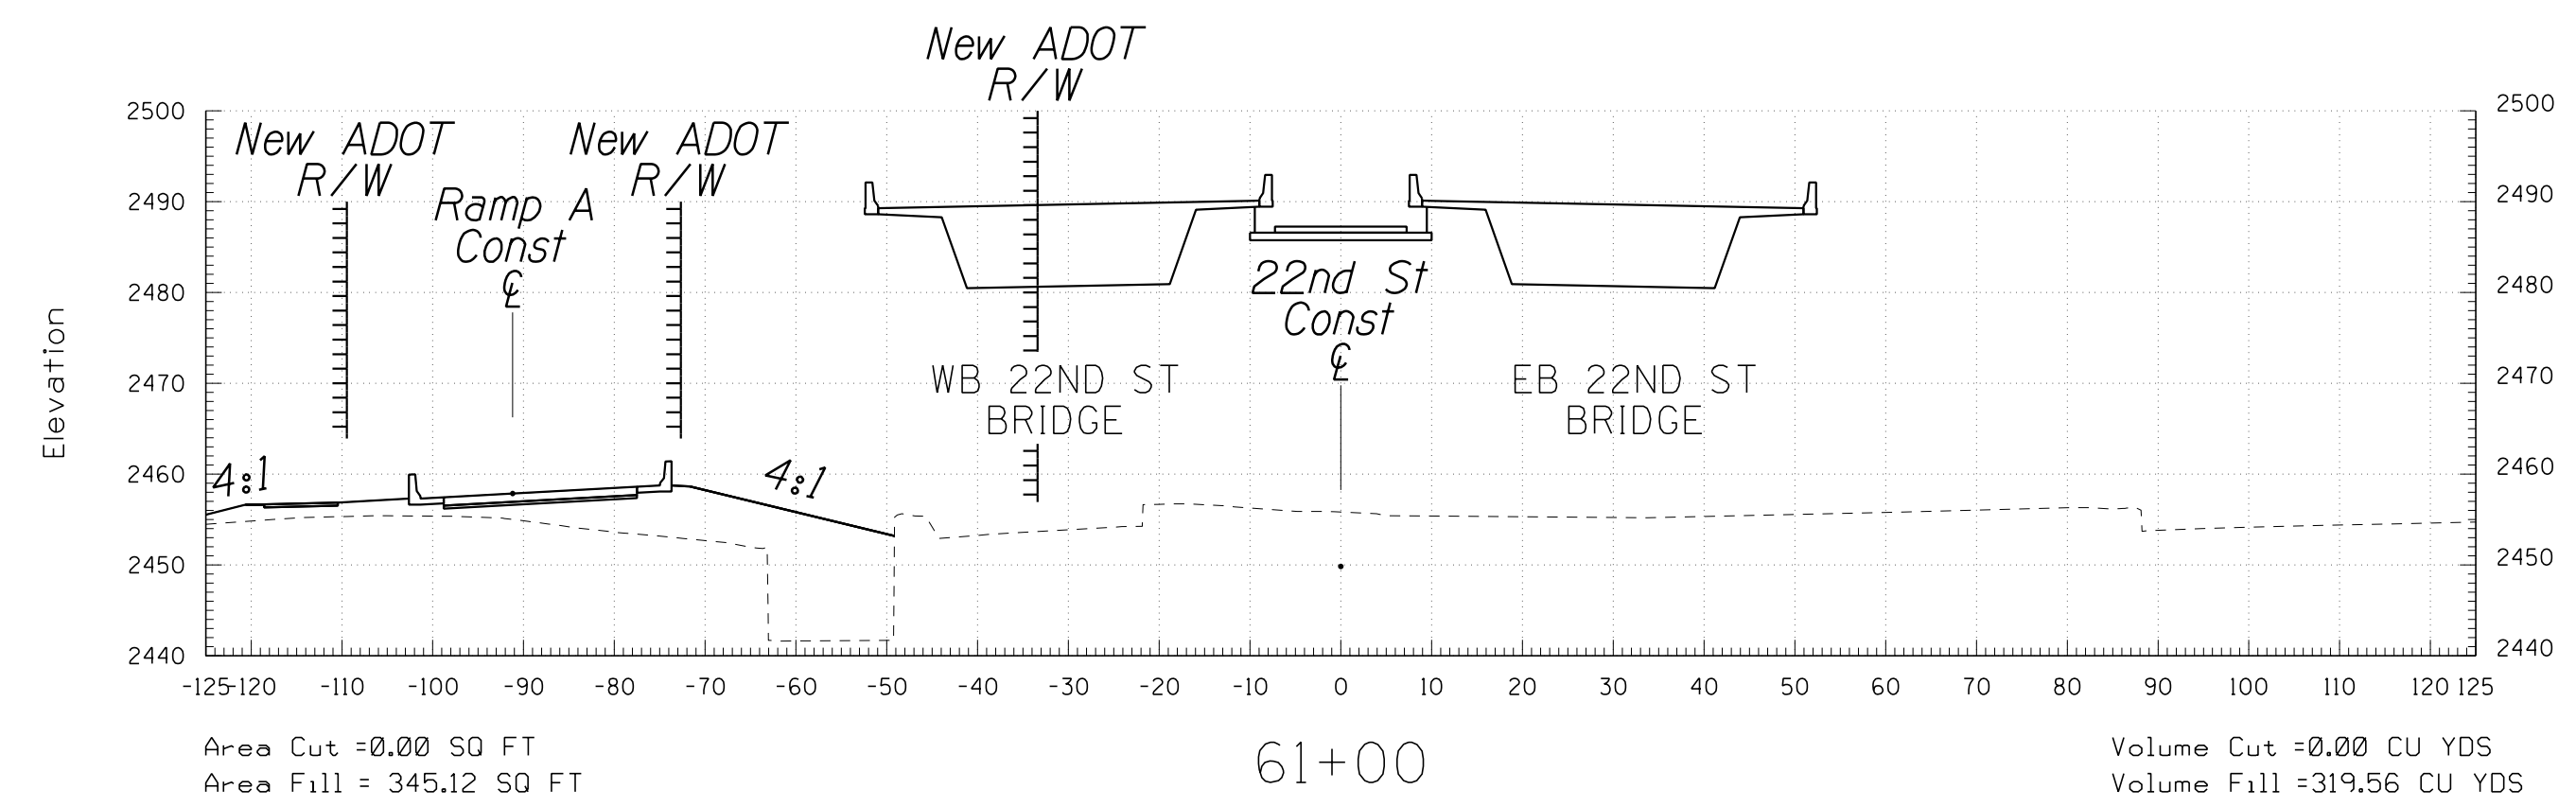 New ADOT
R/W
New ADOT
R/W
New ADOT
R/W
Ramp A
Const
℄
22nd St
Const
℄
WB 22ND ST
BRIDGE
EB 22ND ST
BRIDGE
4:1
4:1
Elevation
2500
2490
2480
2470
2460
2450
2440
2500
2490
2480
2470
2460
2450
2440
-125 -120 -110 -100 -90 -80 -70 -60 -50 -40 -30 -20 -10 0 10 20 30 40 50 60 70 80 90 100 110 120 125
Area Cut =0.00 SQ FT
Area Fill = 345.12 SQ FT
61+00
Volume Cut =0.00 CU YDS
Volume Fill =319.56 CU YDS